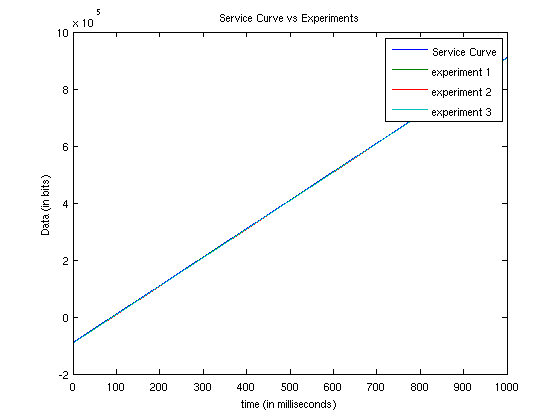 Service Curve vs Experiments
x 10^5
10
8
6
4
2
0
-2
Data (in bits)
Service Curve
experiment 1
experiment 2
experiment 3
0 100 200 300 400 500 600 700 800 900 1000
time (in milliseconds)